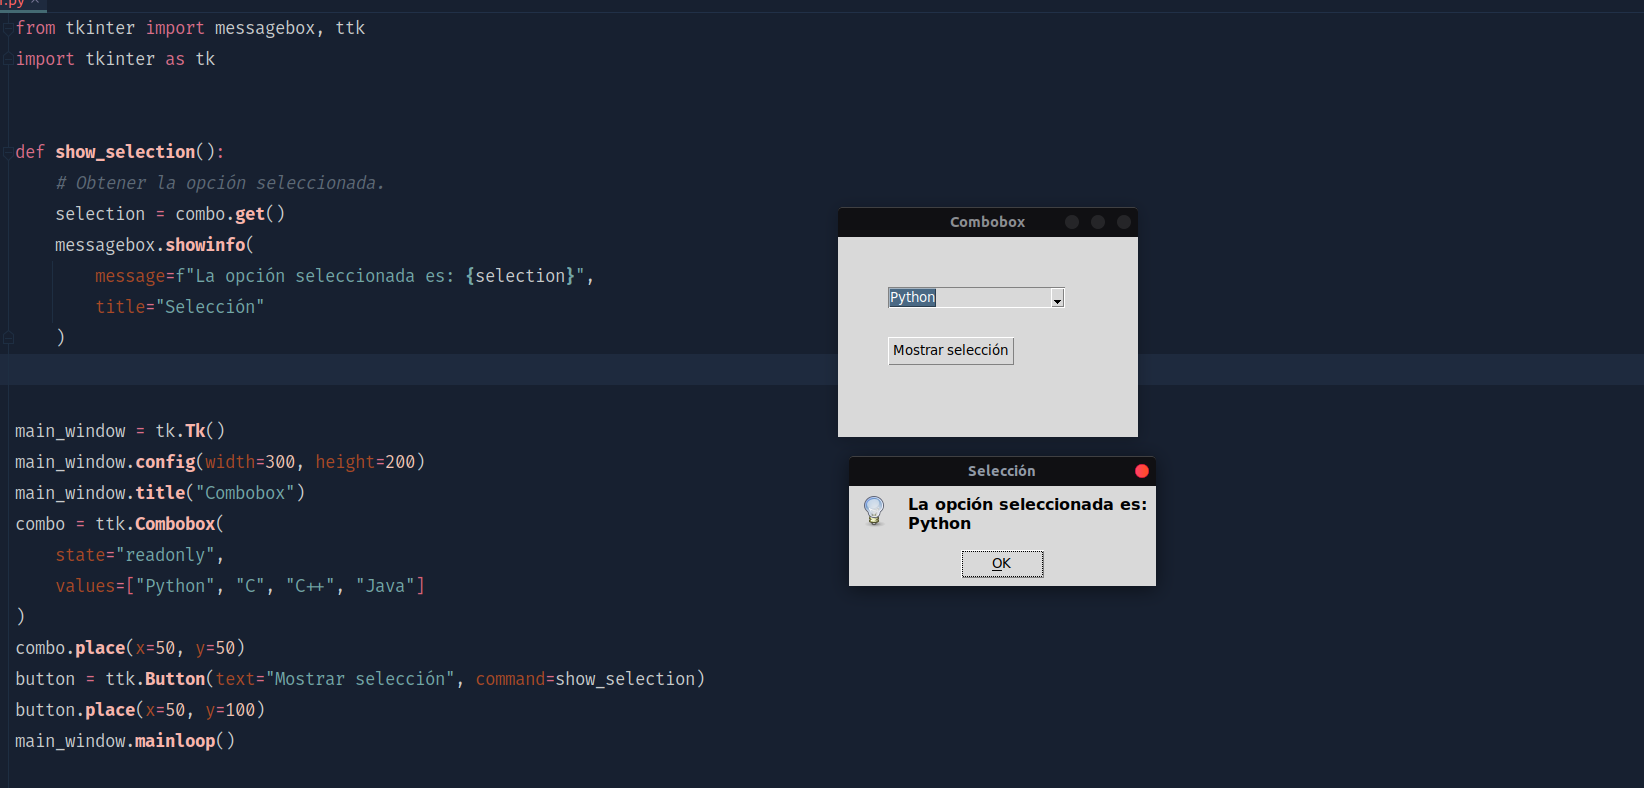 r.py
from tkinter import messagebox, ttk
import tkinter as tk
def show_selection():
    # Obtener la opción seleccionada.
    selection = combo.get()
    messagebox.showinfo(
        message=f"La opción seleccionada es: {selection}",
        title="Selección"
    )
main_window = tk.Tk()
main_window.config(width=300, height=200)
main_window.title("Combobox")
combo = ttk.Combobox(
    state="readonly",
    values=["Python", "C", "C++", "Java"]
)
combo.place(x=50, y=50)
button = ttk.Button(text="Mostrar selección", command=show_selection)
button.place(x=50, y=100)
main_window.mainloop()
Combobox
Python
Mostrar selección
Selección
La opción seleccionada es:
Python
OK